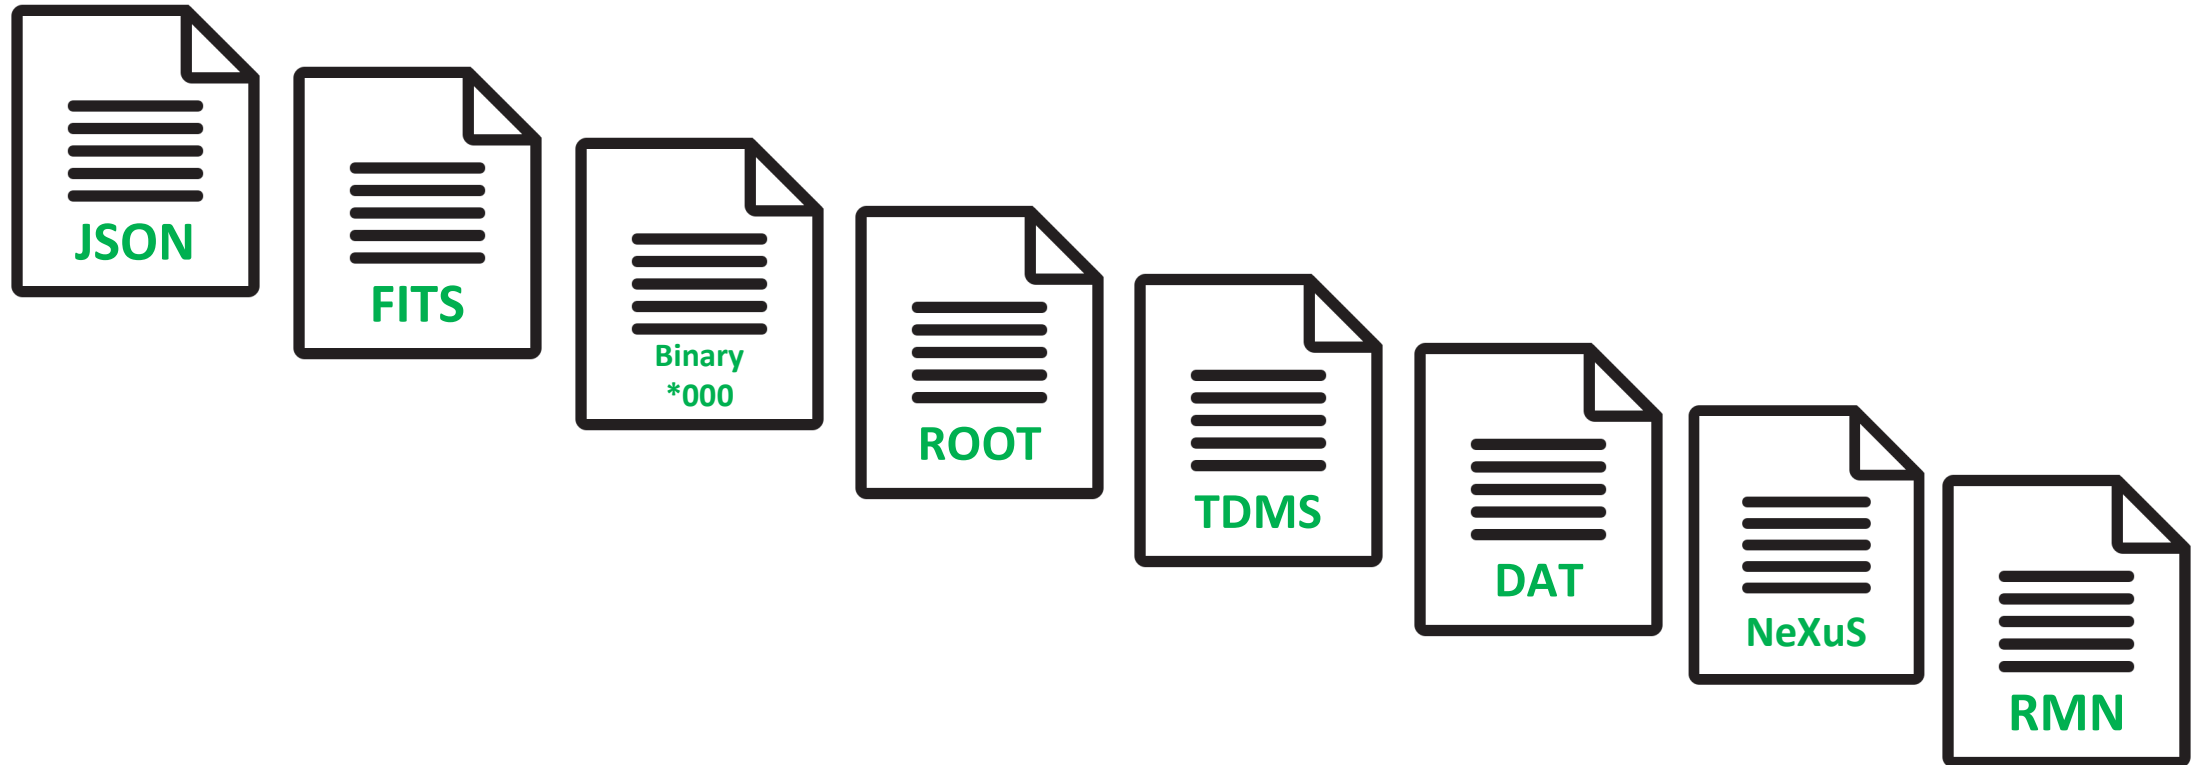 JSON
FITS
Binary
*000
ROOT
TDMS
DAT
NeXuS
RMN